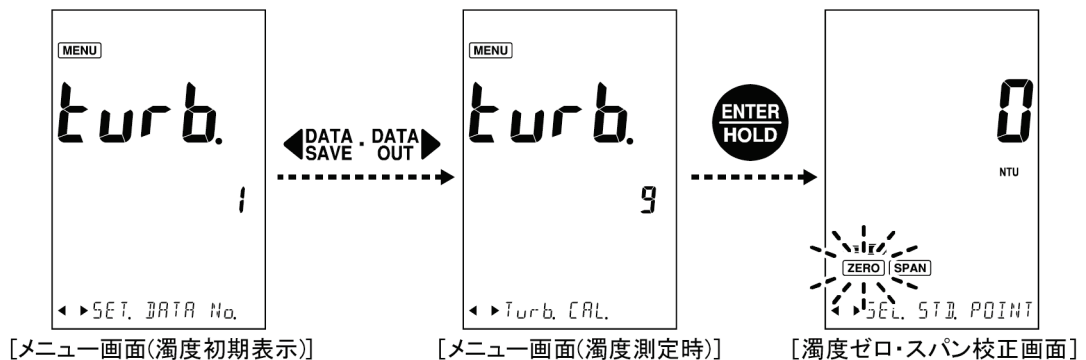 MENU
turb.
1
◀ ▶SET. DATA No.
[メニュー画面(濁度初期表示)]
◀DATA SAVE・DATA OUT▶
MENU
turb.
9
◀ ▶Turb. CAL.
[メニュー画面(濁度測定時)]
ENTER
HOLD
0
NTU
ZERO SPAN
◀ ▶SEL. STD. POINT
[濁度ゼロ・スパン校正画面]